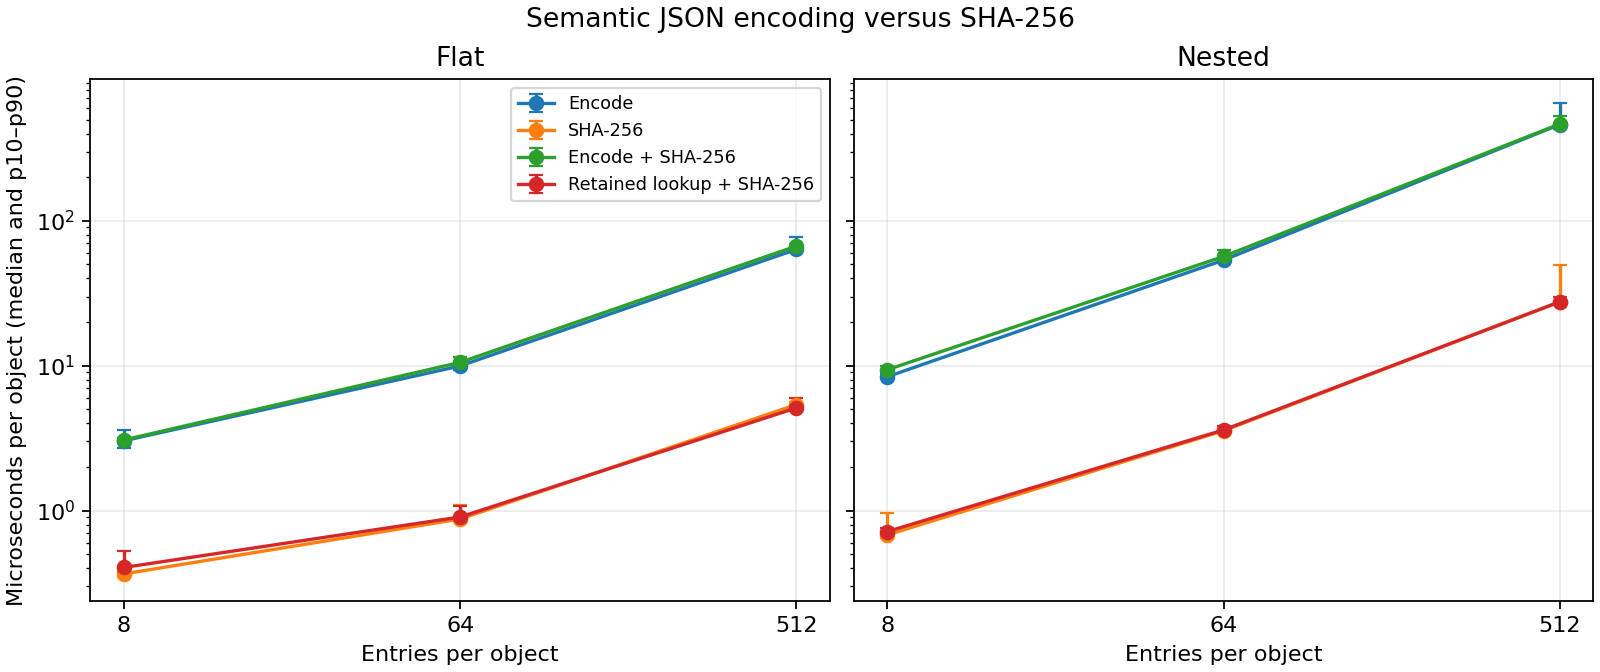 Semantic JSON encoding versus SHA-256
Flat
Nested
Microseconds per object (median and p10–p90)
10²
10¹
10⁰
Encode
SHA-256
Encode + SHA-256
Retained lookup + SHA-256
8
64
512
8
64
512
Entries per object
Entries per object